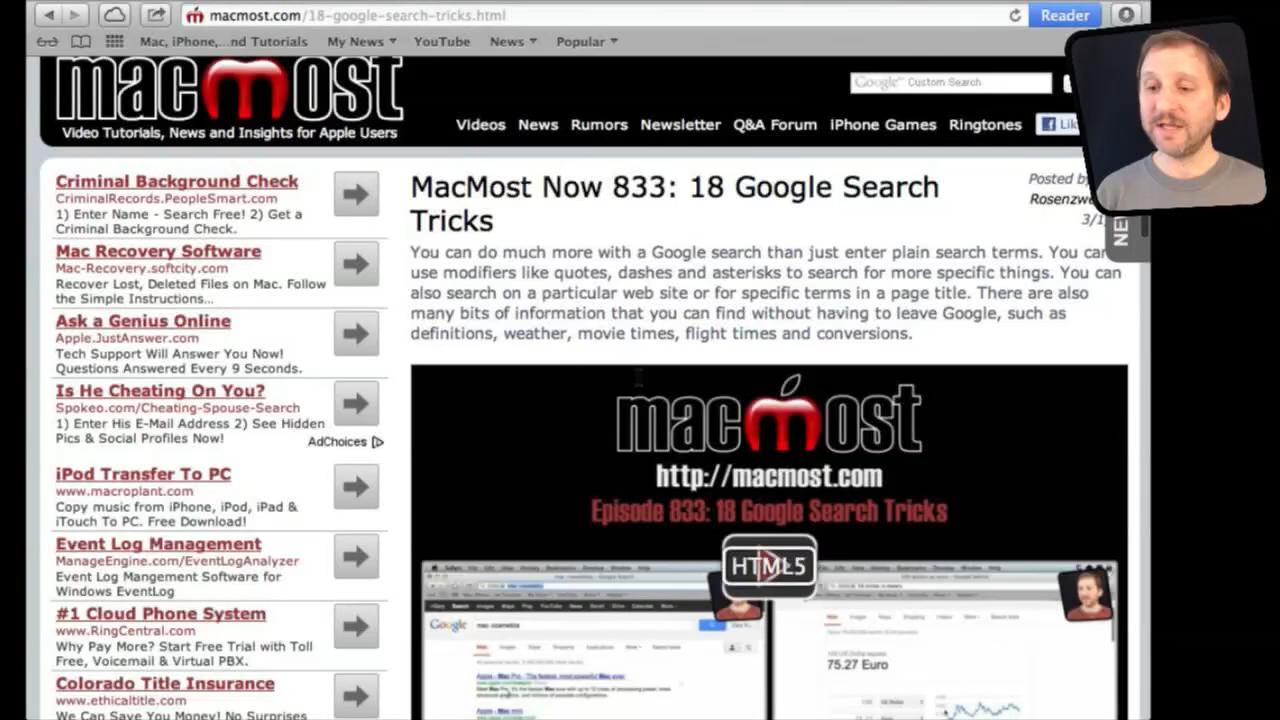 macmost.com/18-google-search-tricks.html
Reader
Mac, iPhone,...nd Tutorials
My News
YouTube
News
Popular
macmost
Video Tutorials, News and Insights for Apple Users
Google™ Custom Search
Videos
News
Rumors
Newsletter
Q&A Forum
iPhone Games
Ringtones
Lik
Criminal Background Check
CriminalRecords.PeopleSmart.com
1) Enter Name - Search Free! 2) Get a
Criminal Background Check.
Mac Recovery Software
Mac-Recovery.softcity.com
Recover Lost, Deleted Files on Mac. Follow
the Simple Instructions...
Ask a Genius Online
Apple.JustAnswer.com
Tech Support Will Answer You Now!
Questions Answered Every 9 Seconds.
Is He Cheating On You?
Spokeo.com/Cheating-Spouse-Search
1) Enter His E-Mail Address 2) See Hidden
Pics & Social Profiles Now!
AdChoices
iPod Transfer To PC
www.macroplant.com
Copy music from iPhone, iPod, iPad &
iTouch To PC. Free Download!
Event Log Management
ManageEngine.com/EventLogAnalyzer
Event Log Mangement Software for
Windows EventLog
#1 Cloud Phone System
www.RingCentral.com
Why Pay More? Start Free Trial with Toll
Free, Voicemail & Virtual PBX.
Colorado Title Insurance
www.ethicaltitle.com
We Can Save You Money! No Surprises
MacMost Now 833: 18 Google Search
Tricks
Posted by
Rosenzwe
3/1
NE
You can do much more with a Google search than just enter plain search terms. You can
use modifiers like quotes, dashes and asterisks to search for more specific things. You can
also search on a particular web site or for specific terms in a page title. There are also
many bits of information that you can find without having to leave Google, such as
definitions, weather, movie times, flight times and conversions.
macmost
http://macmost.com
Episode 833: 18 Google Search Tricks
HTML5
Google
75.27 Euro